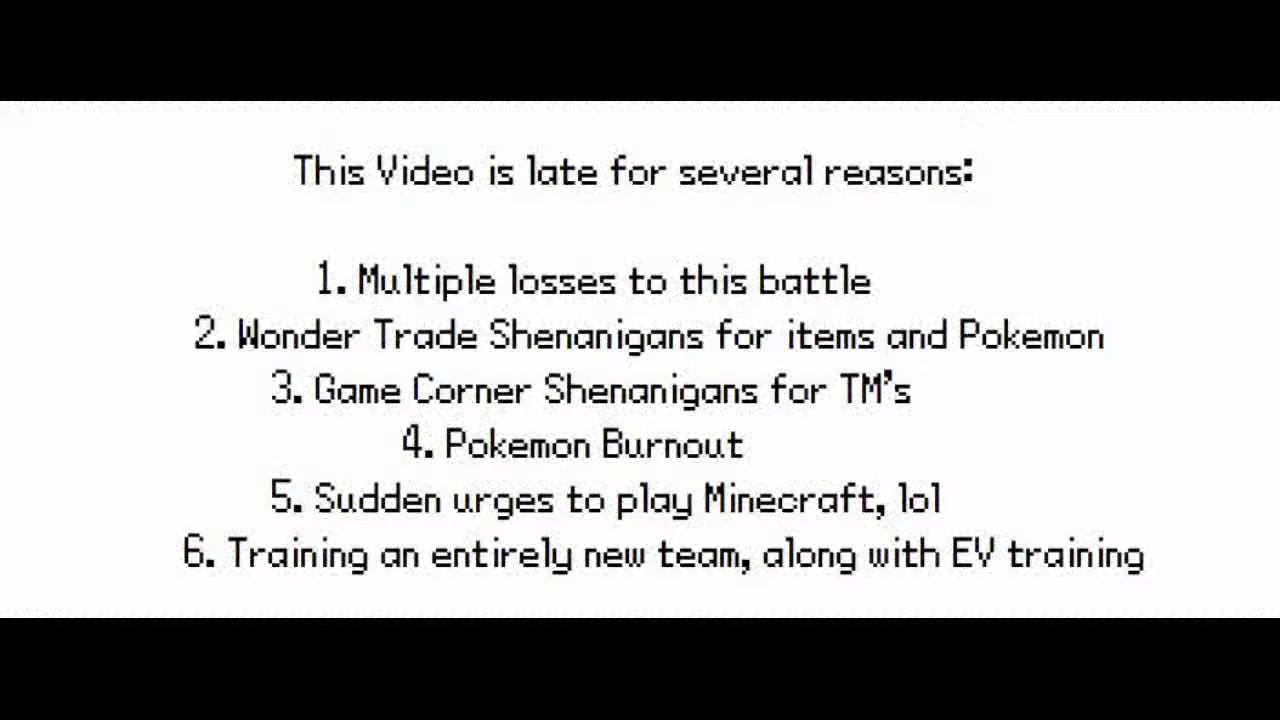 This Video is late for several reasons:
1. Multiple losses to this battle
2. Wonder Trade Shenanigans for items and Pokemon
3. Game Corner Shenanigans for TM's
4. Pokemon Burnout
5. Sudden urges to play Minecraft, lol
6. Training an entirely new team, along with EV training